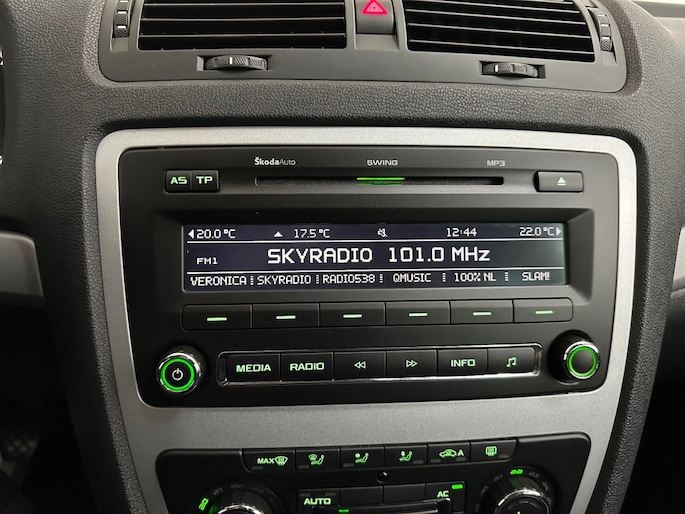 ŠkodaAuto SWING MP3
AS TP
20.0 °C 17.5 °C 12:44 22.0 °C
FM1 SKYRADIO 101.0 MHz
VERONICA SKYRADIO RADIO538 QMUSIC 100% NL SLAM!
MEDIA RADIO INFO
MAX A
AUTO AC